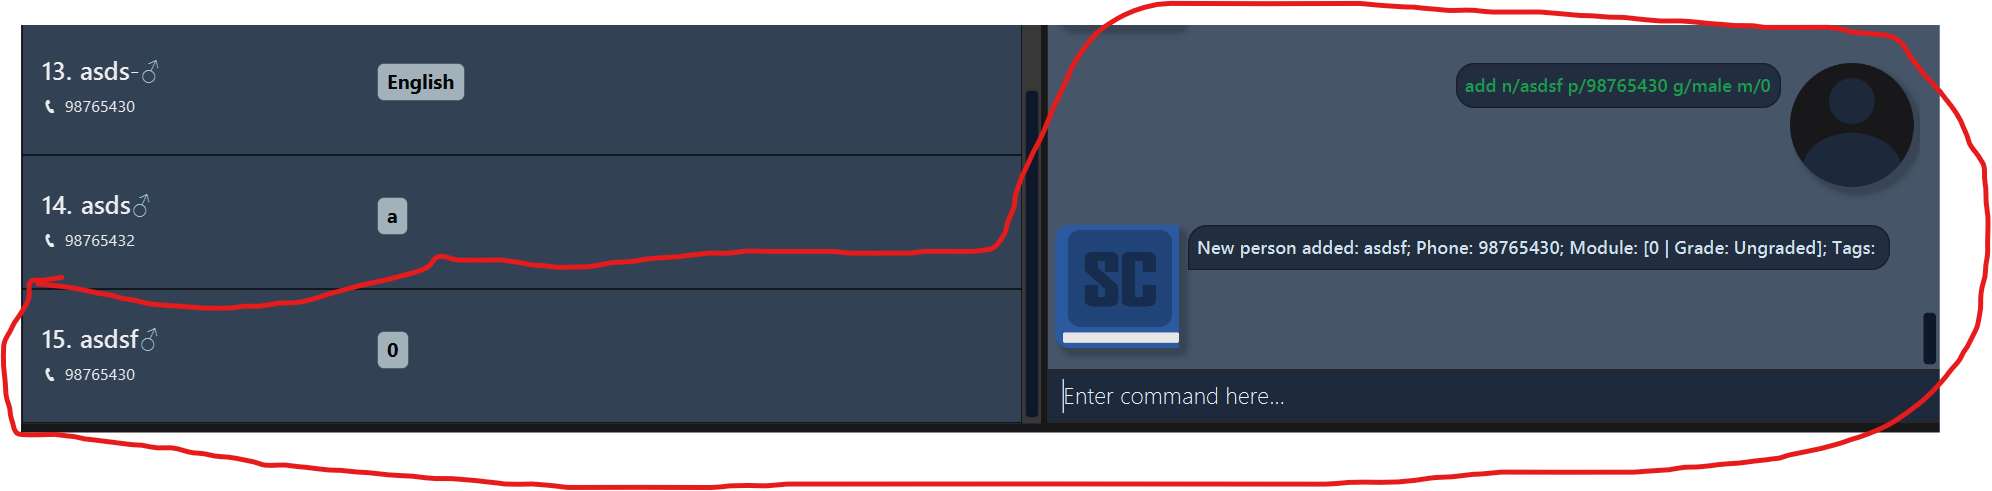 13. asds-♂
98765430
English
14. asds♂
98765432
a
15. asdsf♂
98765430
0
add n/asdsf p/98765430 g/male m/0
SC
New person added: asdsf; Phone: 98765430; Module: [0 | Grade: Ungraded]; Tags:
Enter command here...